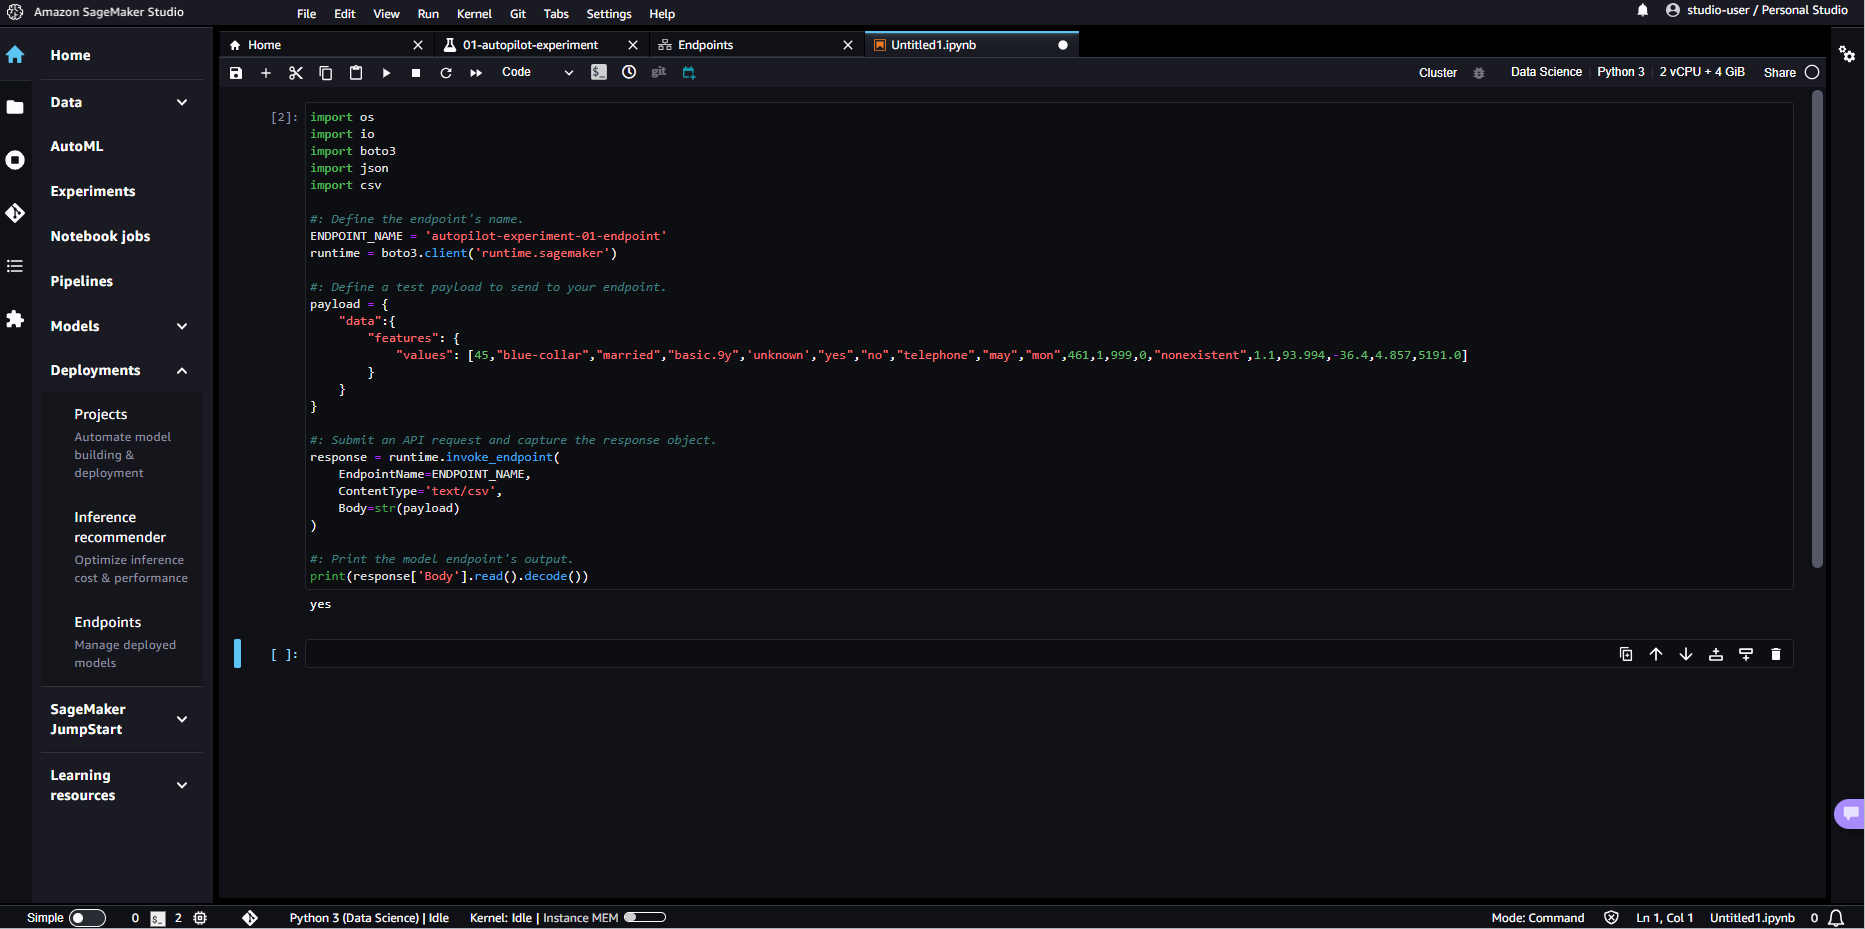 Amazon SageMaker Studio
File Edit View Run Kernel Git Tabs Settings Help
studio-user / Personal Studio
Home
Data
AutoML
Experiments
Notebook jobs
Pipelines
Models
Deployments
Projects
Automate model
building &
deployment
Inference
recommender
Optimize inference
cost & performance
Endpoints
Manage deployed
models
SageMaker
JumpStart
Learning
resources
Home 01-autopilot-experiment Endpoints Untitled1.ipynb
Code $_ git Cluster Data Science Python 3 2 vCPU + 4 GiB Share
[2]: import os
import io
import boto3
import json
import csv
#: Define the endpoint's name.
ENDPOINT_NAME = 'autopilot-experiment-01-endpoint'
runtime = boto3.client('runtime.sagemaker')
#: Define a test payload to send to your endpoint.
payload = {
"data":{
"features": {
"values": [45,"blue-collar","married","basic.9y",'unknown',"yes","no","telephone","may","mon",461,1,999,0,"nonexistent",1.1,93.994,-36.4,4.857,5191.0]
}
}
}
#: Submit an API request and capture the response object.
response = runtime.invoke_endpoint(
EndpointName=ENDPOINT_NAME,
ContentType='text/csv',
Body=str(payload)
)
#: Print the model endpoint's output.
print(response['Body'].read().decode())
yes
[ ]:
Simple 0 $_ 2 Python 3 (Data Science) | Idle Kernel: Idle | Instance MEM Mode: Command Ln 1, Col 1 Untitled1.ipynb 0